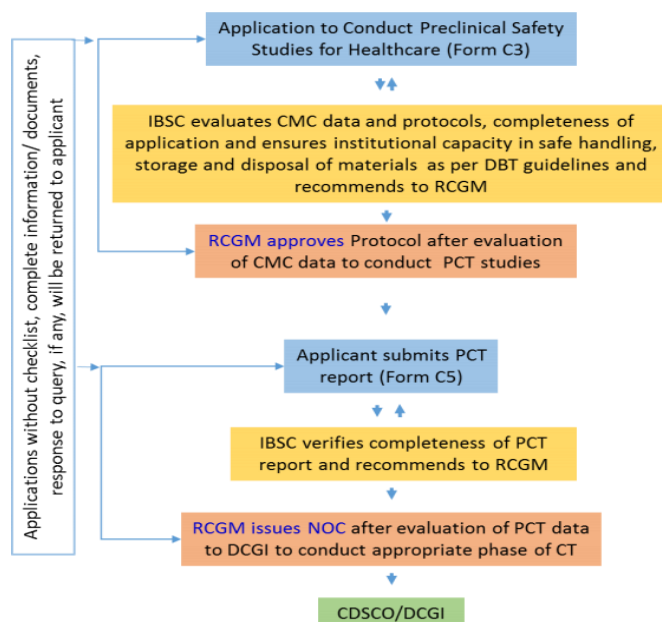 Applications without checklist, complete information/ documents,
response to query, if any, will be returned to applicant
Application to Conduct Preclinical Safety
Studies for Healthcare (Form C3)
IBSC evaluates CMC data and protocols, completeness of
application and ensures institutional capacity in safe handling,
storage and disposal of materials as per DBT guidelines and
recommends to RCGM
RCGM approves Protocol after evaluation
of CMC data to conduct PCT studies
Applicant submits PCT
report (Form C5)
IBSC verifies completeness of PCT
report and recommends to RCGM
RCGM issues NOC after evaluation of PCT data
to DCGI to conduct appropriate phase of CT
CDSCO/DCGI